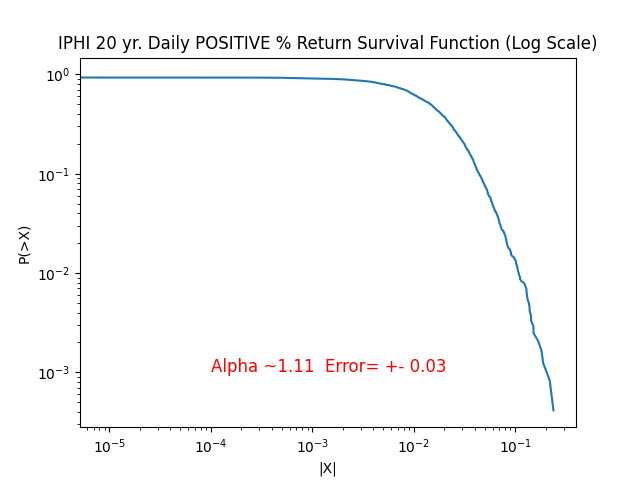 IPHI 20 yr. Daily POSITIVE % Return Survival Function (Log Scale)
P(>X)
10⁰
10⁻¹
10⁻²
10⁻³
Alpha ~1.11  Error= +- 0.03
10⁻⁵ 10⁻⁴ 10⁻³ 10⁻² 10⁻¹
|X|